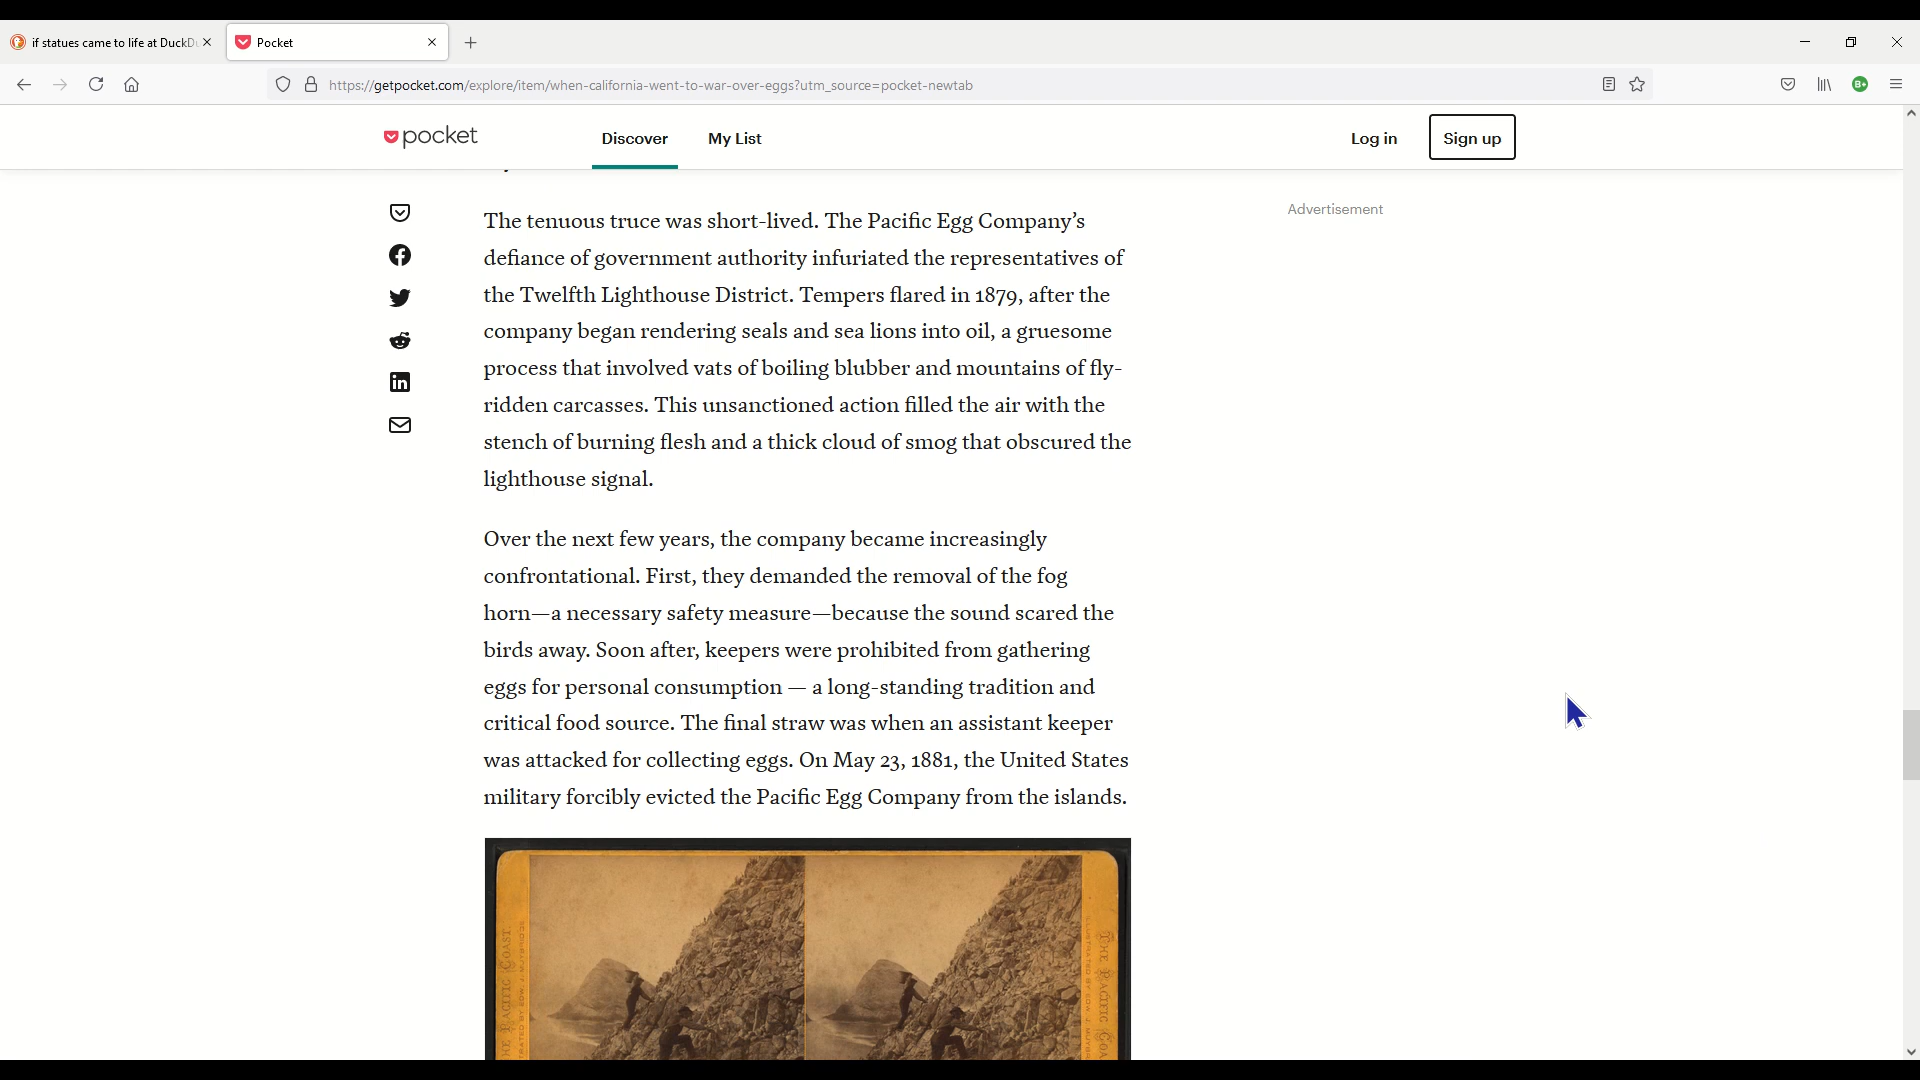 if statues came to life at DuckDu
Pocket
https://getpocket.com/explore/item/when-california-went-to-war-over-eggs?utm_source=pocket-newtab
B+
pocket
Discover
My List
Log in
Sign up
Advertisement
The tenuous truce was short-lived. The Pacific Egg Company’s
defiance of government authority infuriated the representatives of
the Twelfth Lighthouse District. Tempers flared in 1879, after the
company began rendering seals and sea lions into oil, a gruesome
process that involved vats of boiling blubber and mountains of fly-
ridden carcasses. This unsanctioned action filled the air with the
stench of burning flesh and a thick cloud of smog that obscured the
lighthouse signal.
Over the next few years, the company became increasingly
confrontational. First, they demanded the removal of the fog
horn—a necessary safety measure—because the sound scared the
birds away. Soon after, keepers were prohibited from gathering
eggs for personal consumption — a long-standing tradition and
critical food source. The final straw was when an assistant keeper
was attacked for collecting eggs. On May 23, 1881, the United States
military forcibly evicted the Pacific Egg Company from the islands.
THE PACIFIC COAST.